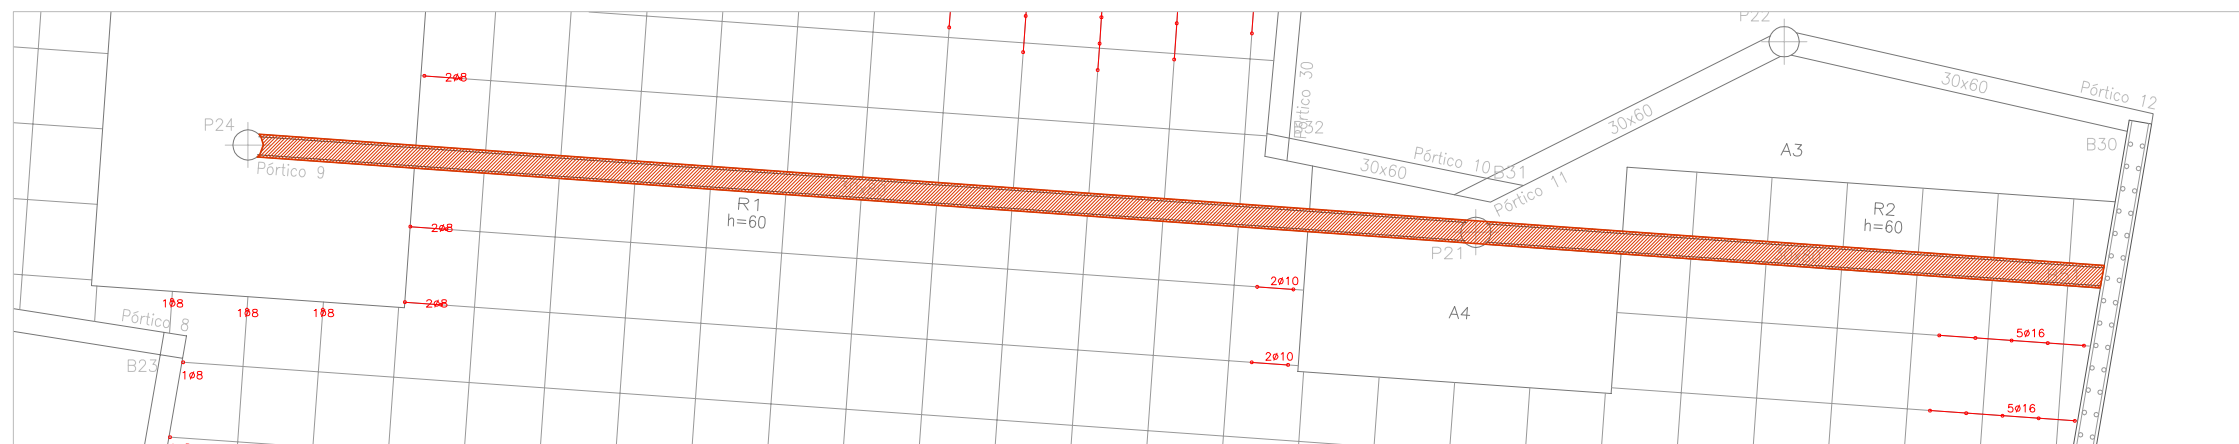 P22
2ø8
30x60
Pórtico 12
Pórtico 30
P24
B32
30x60
B30
Pórtico 9
Pórtico 10
B31
A3
30x60
Pórtico 11
R1
h=60
R2
h=60
2ø8
P21
2ø10
B51
1ø8
1ø8
1ø8
2ø8
Pórtico 8
A4
5ø16
B23
1ø8
2ø10
5ø16